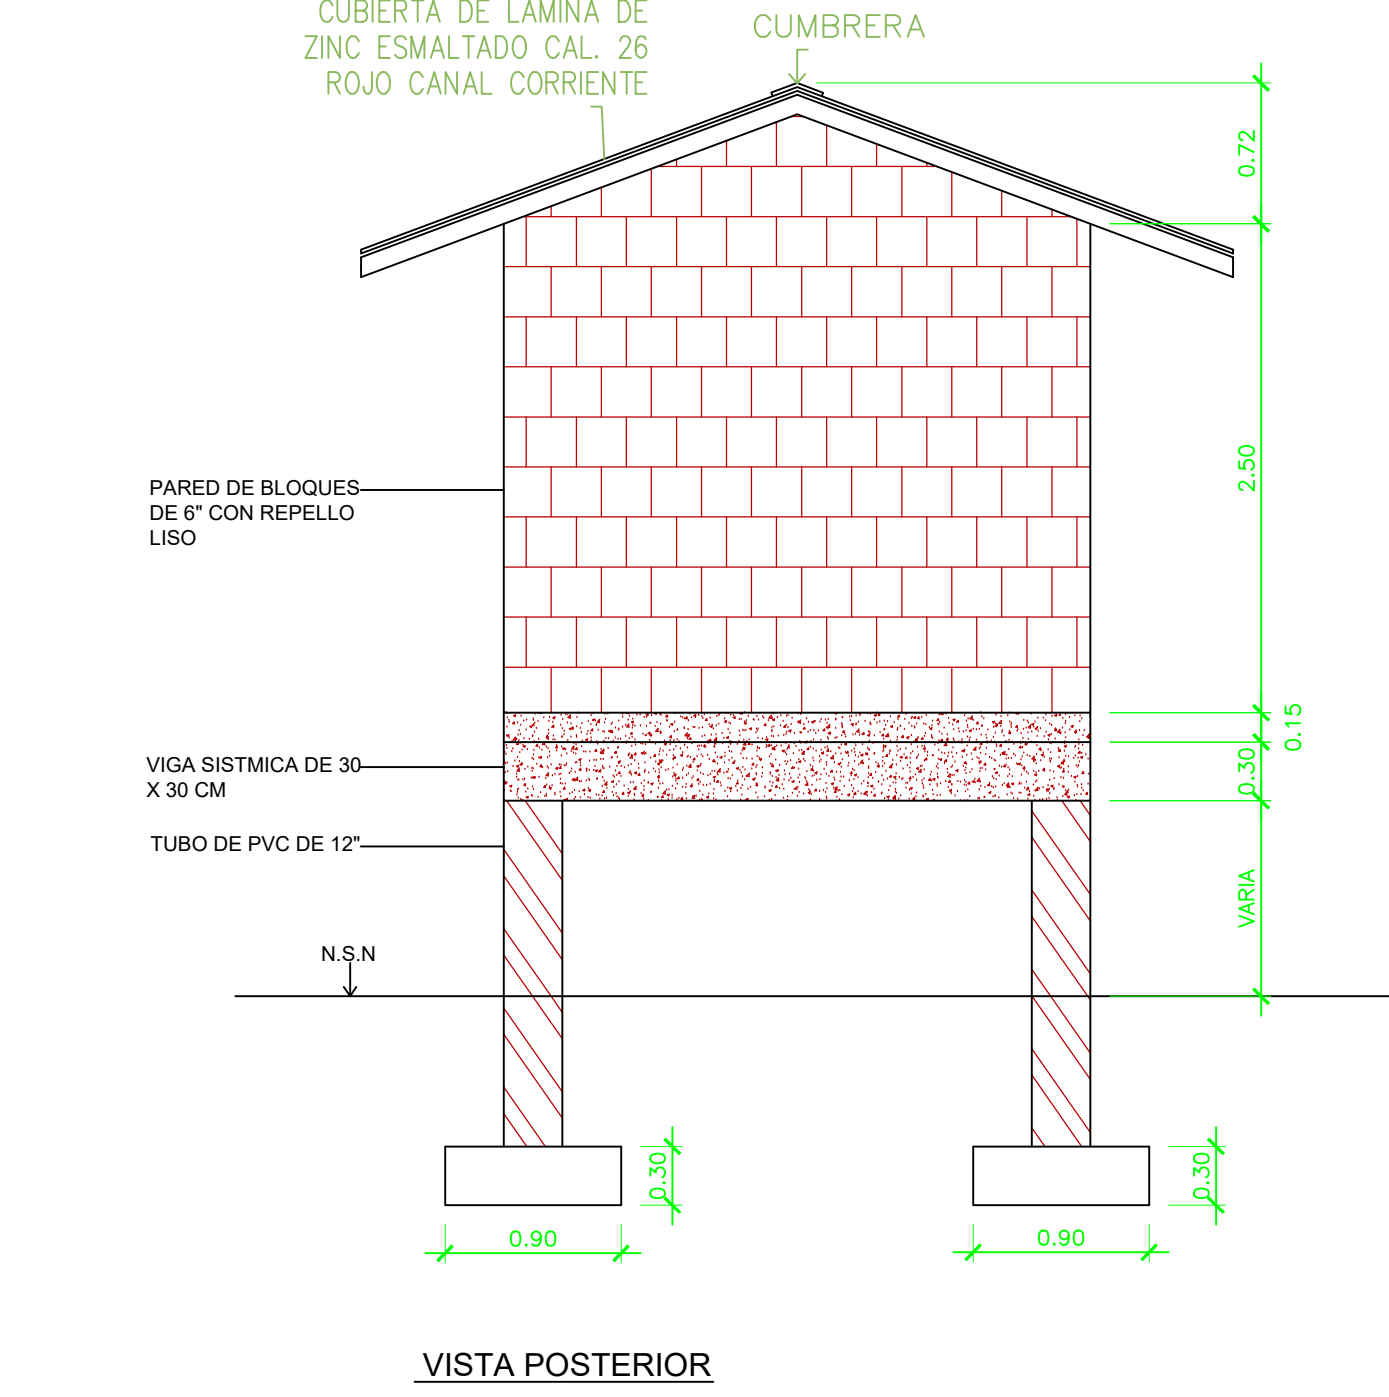 CUBIERTA DE LAMINA DE
ZINC ESMALTADO CAL. 26
ROJO CANAL CORRIENTE
CUMBRERA
0.72
2.50
PARED DE BLOQUES
DE 6" CON REPELLO
LISO
0.15
VIGA SISTMICA DE 30
X 30 CM
0.30
TUBO DE PVC DE 12"
VARIA
N.S.N
0.30
0.30
0.90
0.90
VISTA POSTERIOR